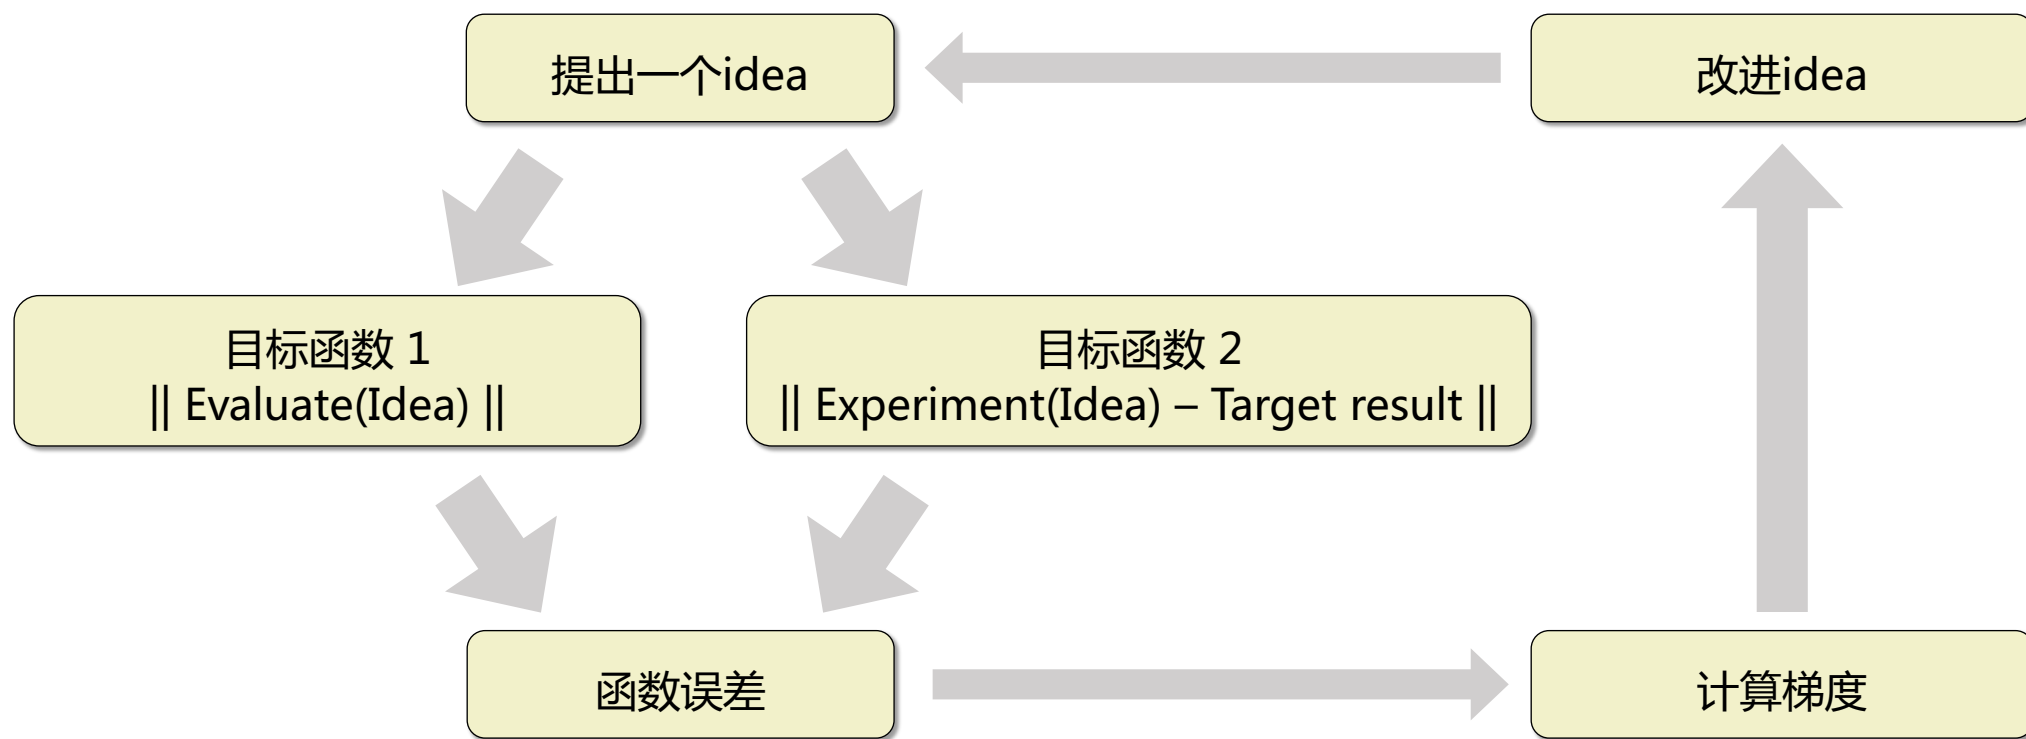 提出一个idea
改进idea
目标函数 1
|| Evaluate(Idea) ||
目标函数 2
|| Experiment(Idea) – Target result ||
函数误差
计算梯度